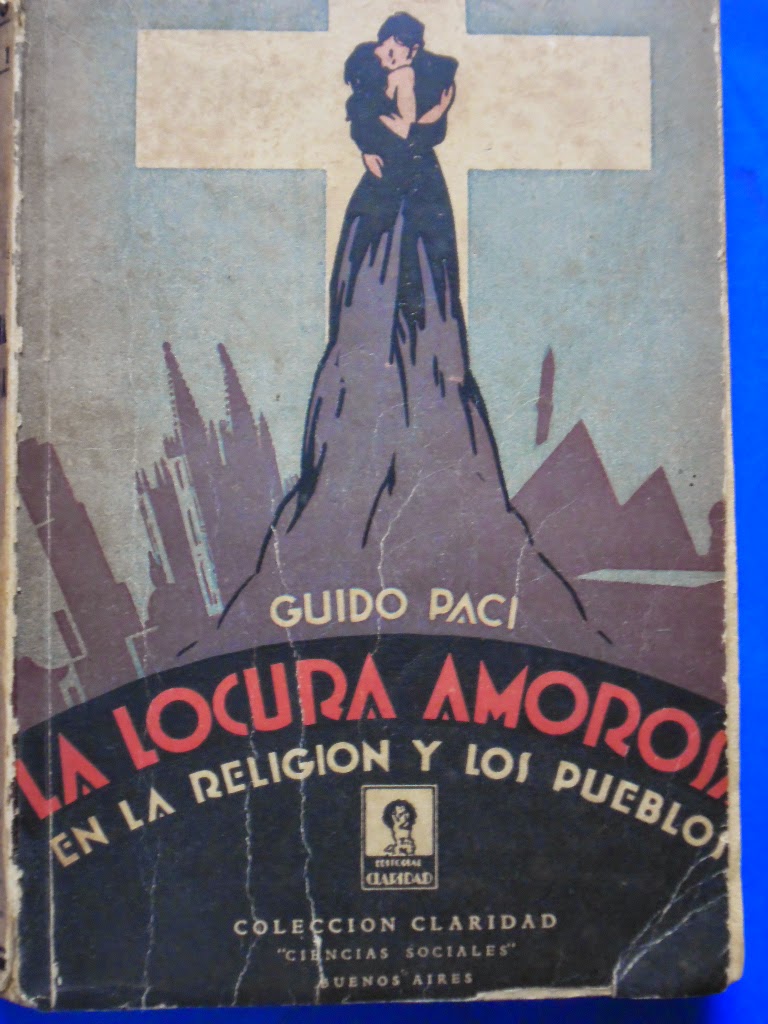 GUIDO PACI
LA LOCURA AMOROSA
EN LA RELIGION Y LOS PUEBLOS
EDITORIAL
CLARIDAD
COLECCION CLARIDAD
"CIENCIAS SOCIALES"
BUENOS AIRES